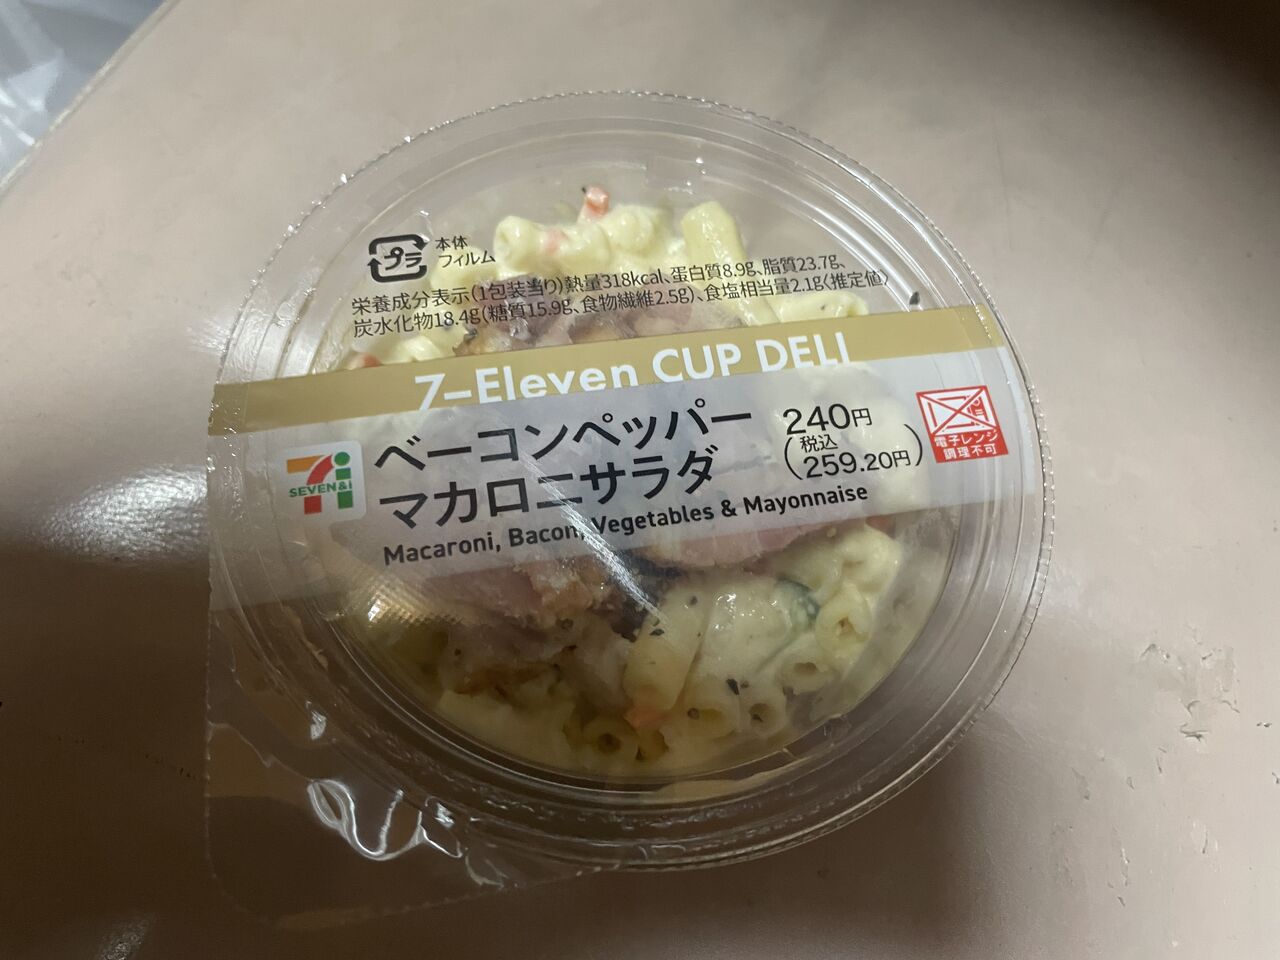 プラ
本体
フィルム
栄養成分表示(1包装当り)熱量318kcal、蛋白質8.9g、脂質23.7g、
炭水化物18.4g(糖質15.9g、食物繊維2.5g)、食塩相当量2.1g〈推定値〉
7-Eleven CUP DELI
SEVEN&i
ベーコンペッパー
マカロニサラダ
Macaroni, Bacon, Vegetables & Mayonnaise
240円
(税込
259.20円)
電子レンジ
調理不可